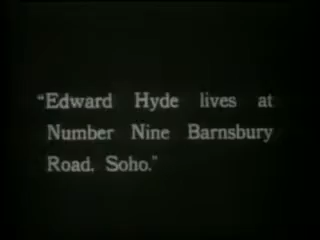 "Edward Hyde lives at
Number Nine Barnsbury
Road. Soho."